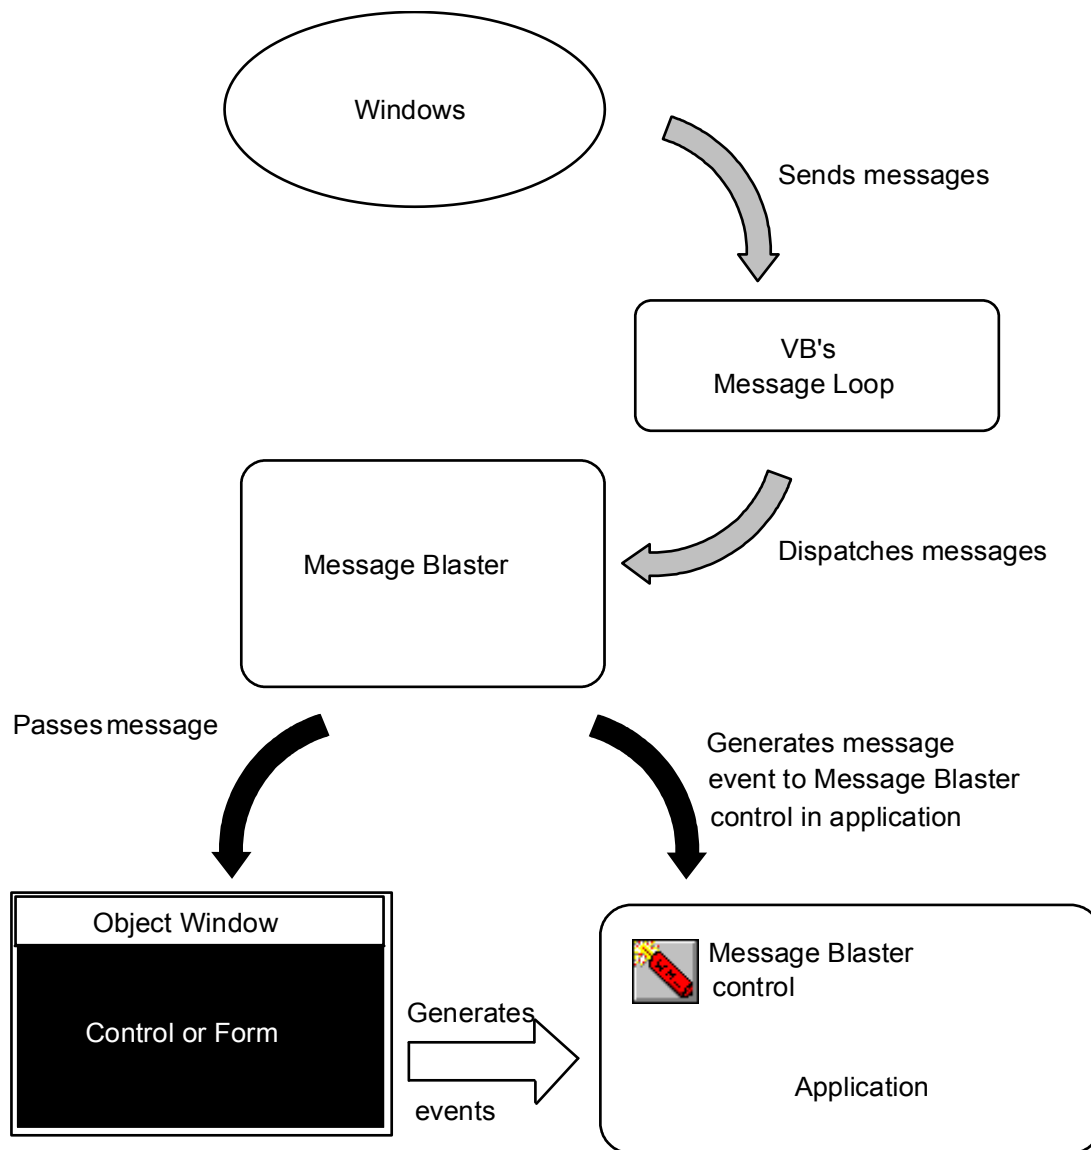 Windows
Sends messages
VB's
Message Loop
Message Blaster
Dispatches messages
Passes message
Generates message
event to Message Blaster
control in application
Object Window
Control or Form
Generates
events
Message Blaster
control
Application